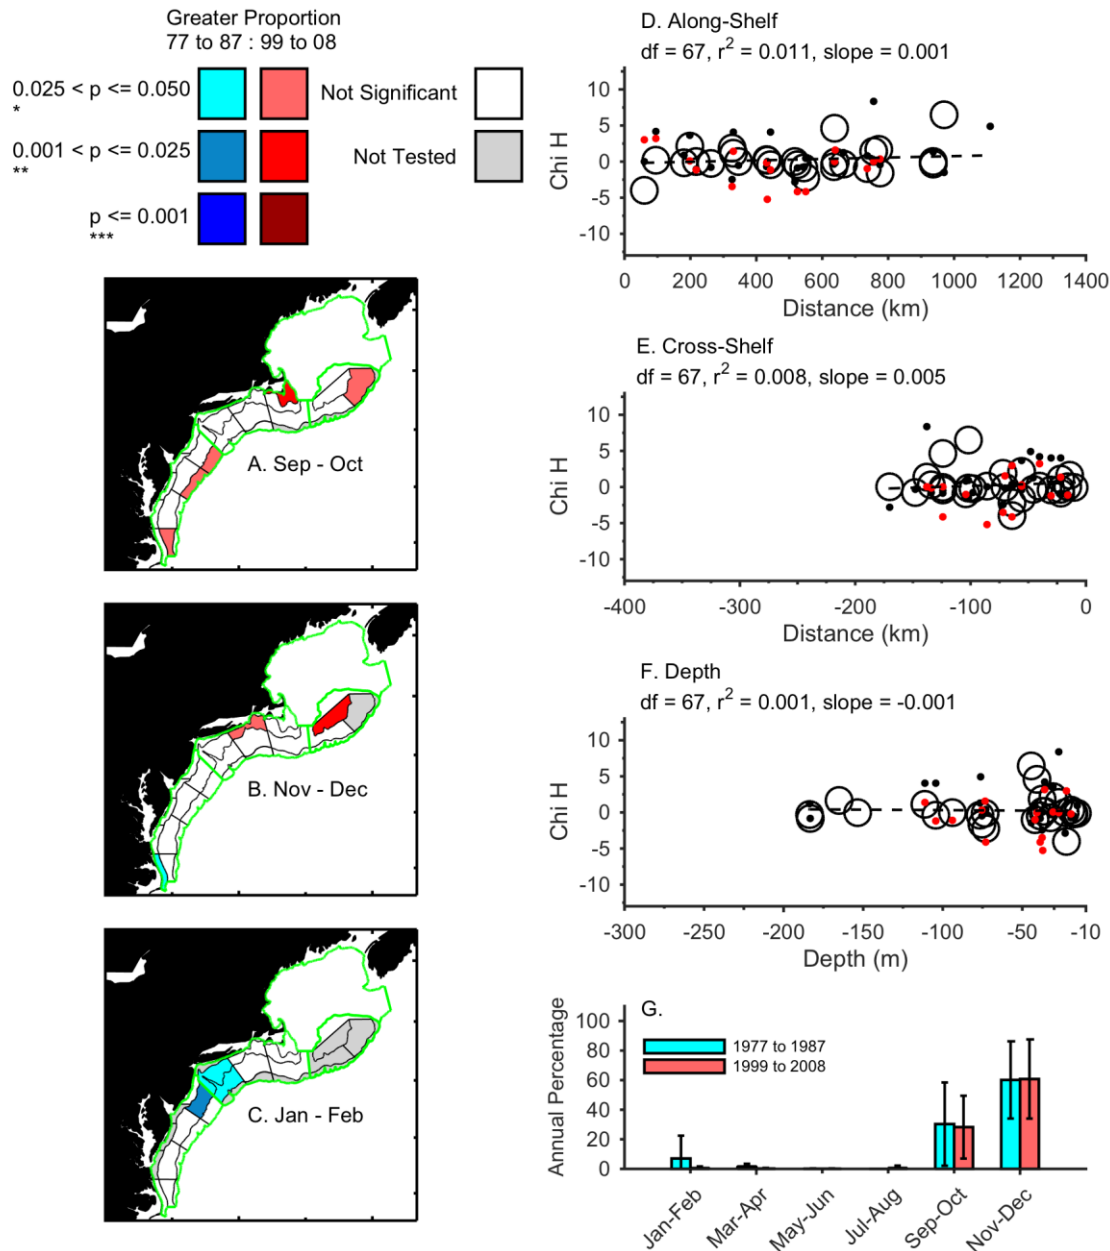 Greater Proportion
77 to 87 : 99 to 08
0.025 < p <= 0.050
*
Not Significant
0.001 < p <= 0.025
**
Not Tested
p <= 0.001
***
A. Sep - Oct
B. Nov - Dec
C. Jan - Feb
D. Along-Shelf
df = 67, r² = 0.011, slope = 0.001
Chi H
10
5
0
-5
-10
0 200 400 600 800 1000 1200 1400
Distance (km)
E. Cross-Shelf
df = 67, r² = 0.008, slope = 0.005
Chi H
10
5
0
-5
-10
-400 -300 -200 -100 0
Distance (km)
F. Depth
df = 67, r² = 0.001, slope = -0.001
Chi H
10
5
0
-5
-10
-300 -250 -200 -150 -100 -50 -10
Depth (m)
G.
Annual Percentage
100
80
60
40
20
0
1977 to 1987
1999 to 2008
Jan-Feb Mar-Apr May-Jun Jul-Aug Sep-Oct Nov-Dec